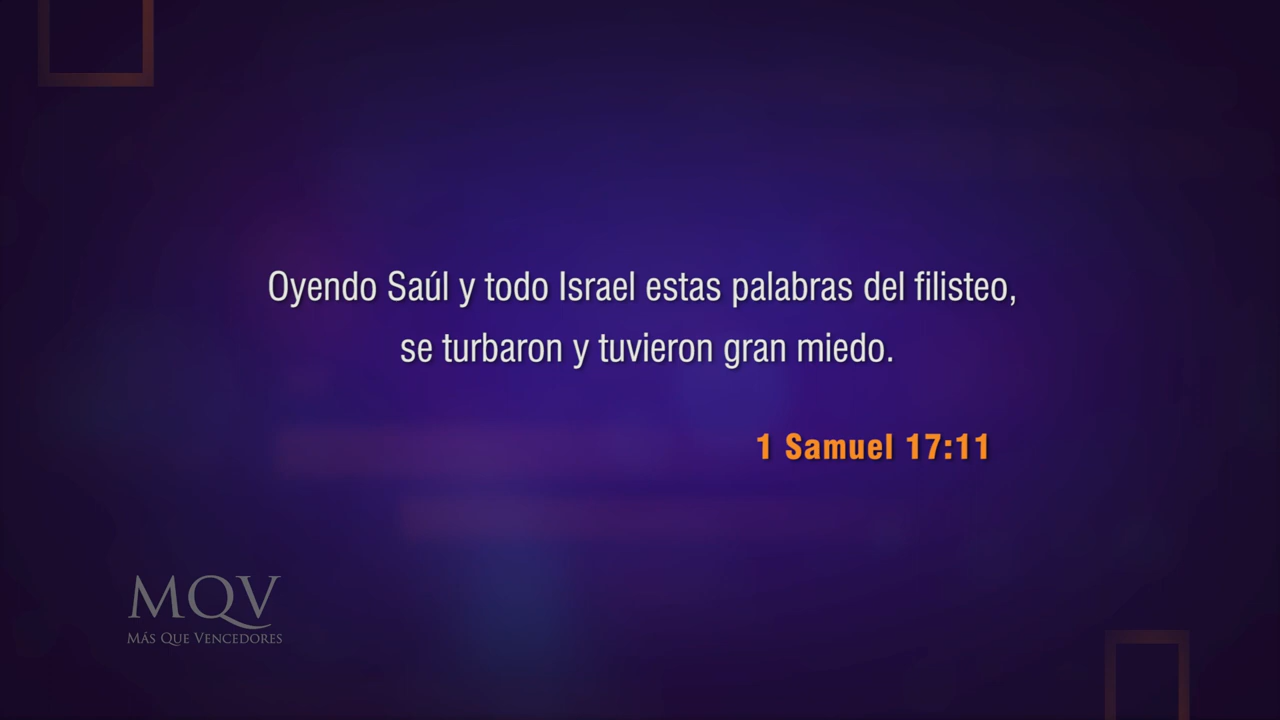 Oyendo Saúl y todo Israel estas palabras del filisteo,
se turbaron y tuvieron gran miedo.
1 Samuel 17:11
MQV
MÁS QUE VENCEDORES